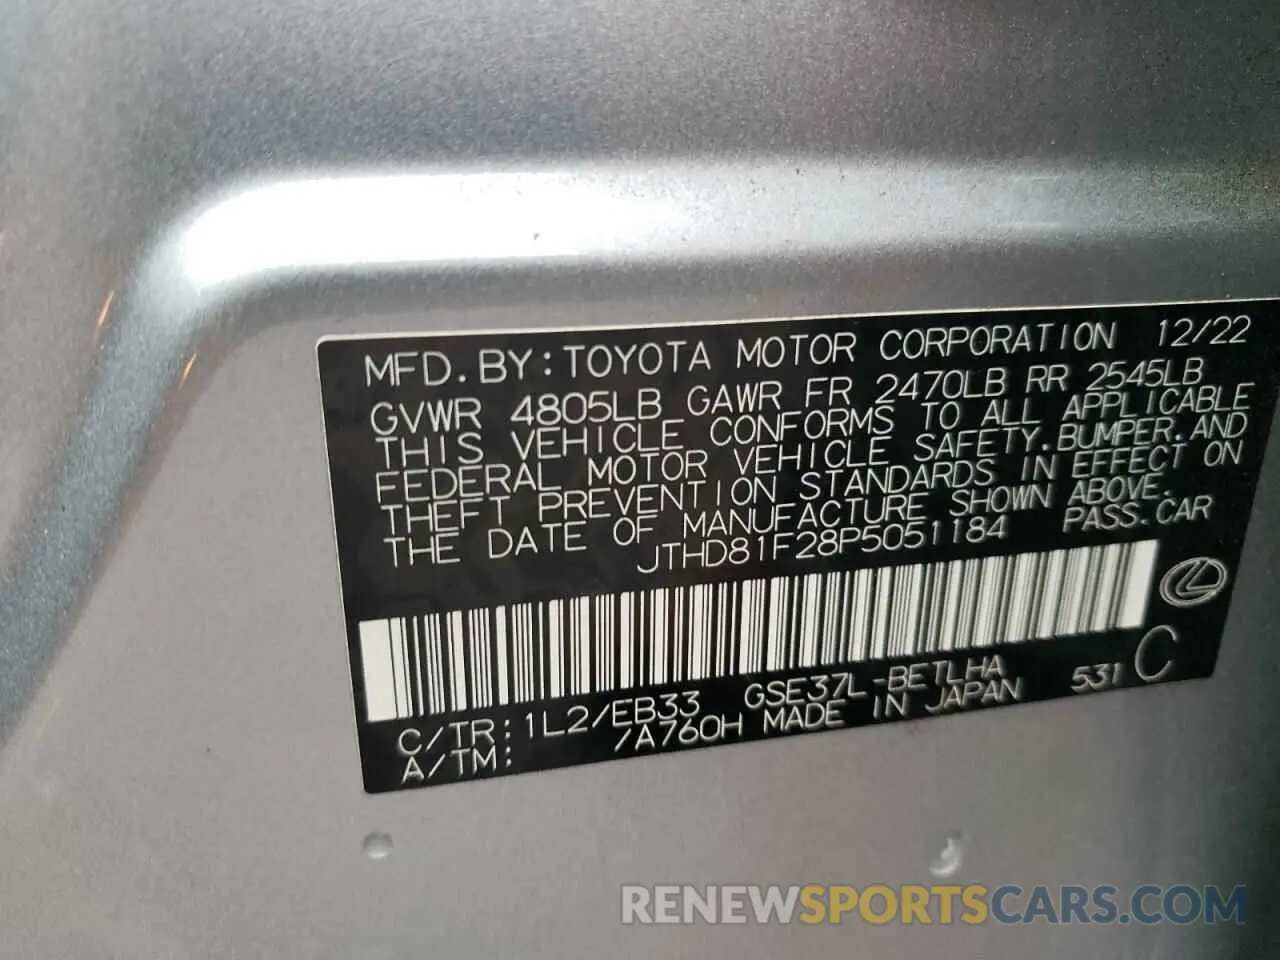 MFD. BY: TOYOTA MOTOR CORPORATION 12/22
GVWR 4805LB GAWR FR 2470LB RR 2545LB
THIS VEHICLE CONFORMS TO ALL APPLICABLE
FEDERAL MOTOR VEHICLE SAFETY, BUMPER, AND
THEFT PREVENTION STANDARDS IN EFFECT ON
THE DATE OF MANUFACTURE SHOWN ABOVE.
JTHD81F28P5051184 PASS. CAR
C/TR: 1L2/EB33 GSE37L-BETLHA 531 C
A/TM: /A760H MADE IN JAPAN
RENEWSPORTSCARS.COM